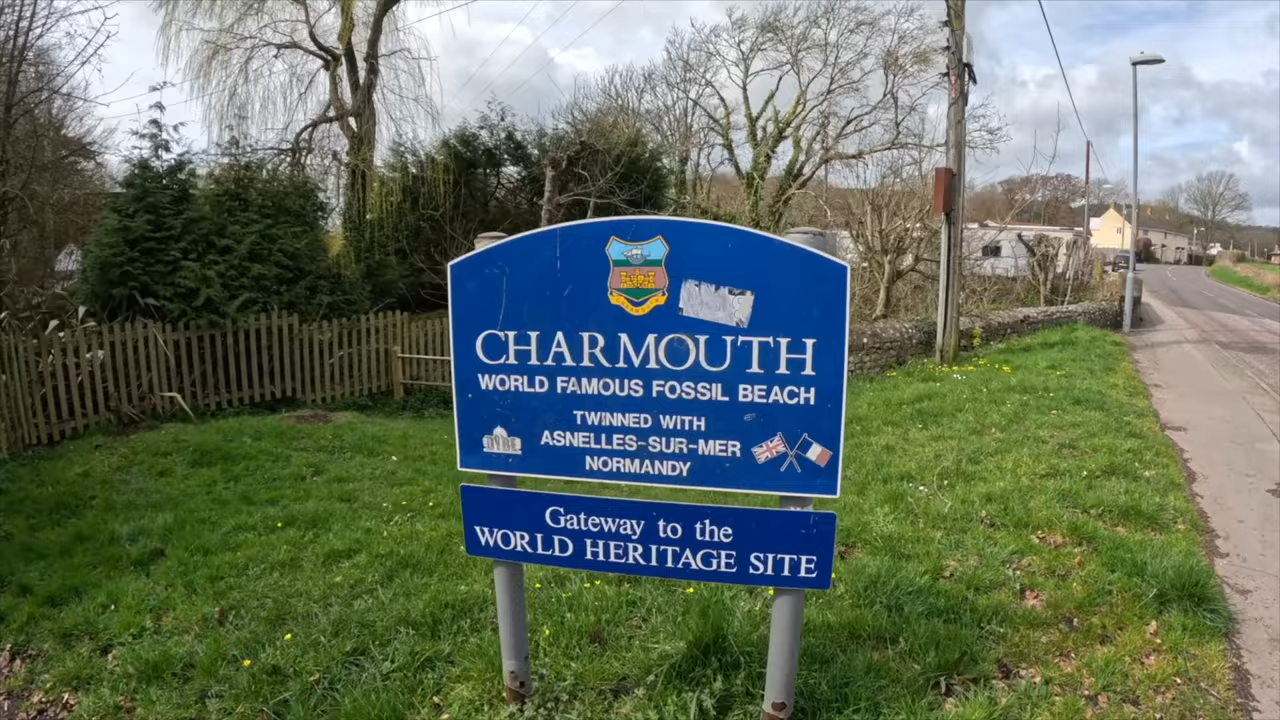 CHARMOUTH
WORLD FAMOUS FOSSIL BEACH
TWINNED WITH
ASNELLES-SUR-MER
NORMANDY
Gateway to the
WORLD HERITAGE SITE